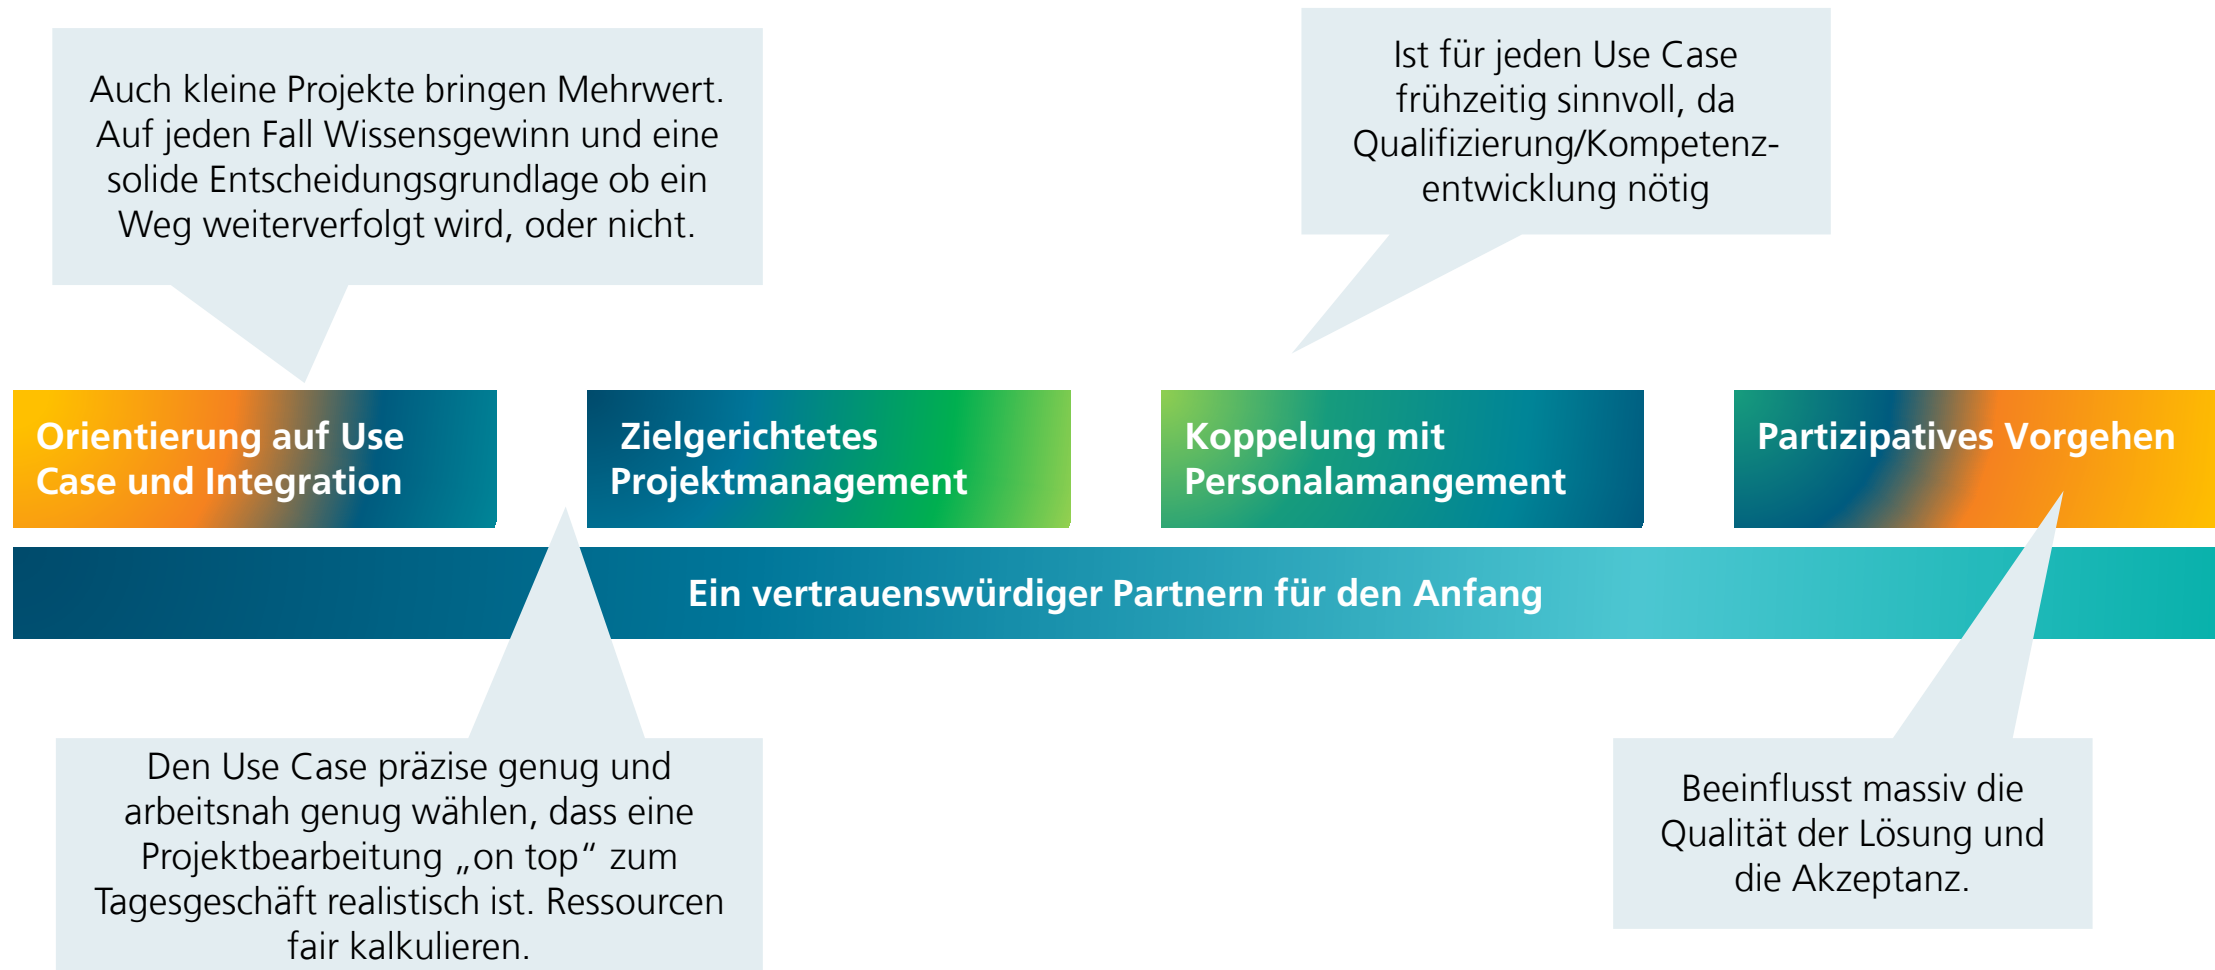 Auch kleine Projekte bringen Mehrwert.
Auf jeden Fall Wissensgewinn und eine
solide Entscheidungsgrundlage ob ein
Weg weiterverfolgt wird, oder nicht.
Ist für jeden Use Case
frühzeitig sinnvoll, da
Qualifizierung/Kompetenz-
entwicklung nötig
Orientierung auf Use
Case und Integration
Zielgerichtetes
Projektmanagement
Koppelung mit
Personalamangement
Partizipatives Vorgehen
Ein vertrauenswürdiger Partnern für den Anfang
Den Use Case präzise genug und
arbeitsnah genug wählen, dass eine
Projektbearbeitung „on top“ zum
Tagesgeschäft realistisch ist. Ressourcen
fair kalkulieren.
Beeinflusst massiv die
Qualität der Lösung und
die Akzeptanz.